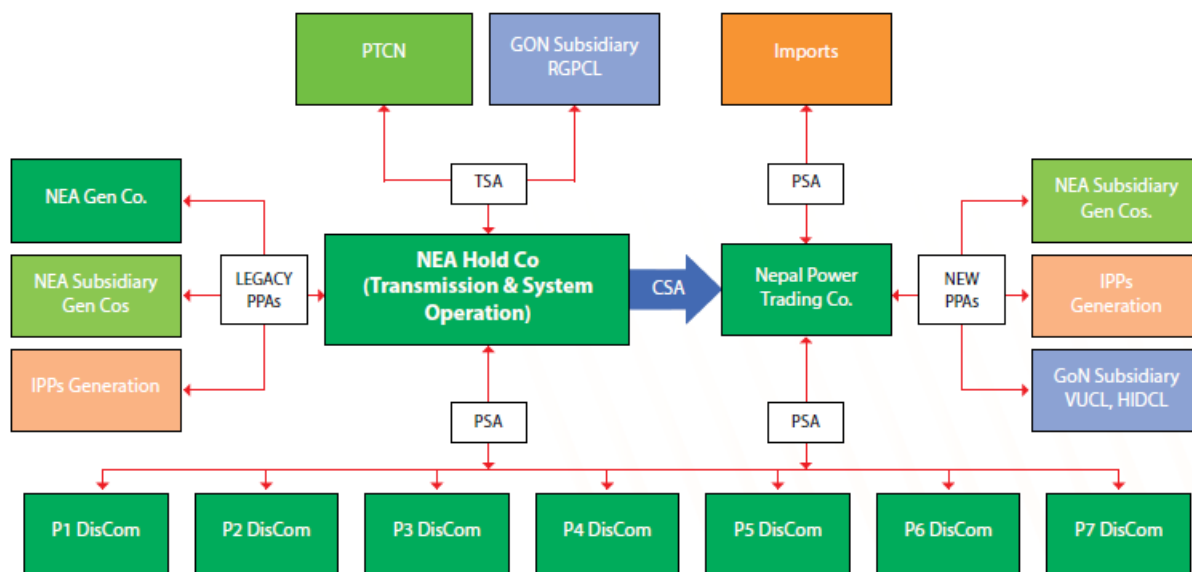 PTCN
GON Subsidiary
RGPCL
Imports
TSA
PSA
NEA Gen Co.
NEA Subsidiary
Gen Cos
IPPs Generation
LEGACY
PPAs
NEA Hold Co
(Transmission & System
Operation)
CSA
Nepal Power
Trading Co.
NEW
PPAs
NEA Subsidiary
Gen Cos.
IPPs
Generation
GoN Subsidiary
VUCL, HIDCL
PSA
PSA
P1 DisCom
P2 DisCom
P3 DisCom
P4 DisCom
P5 DisCom
P6 DisCom
P7 DisCom